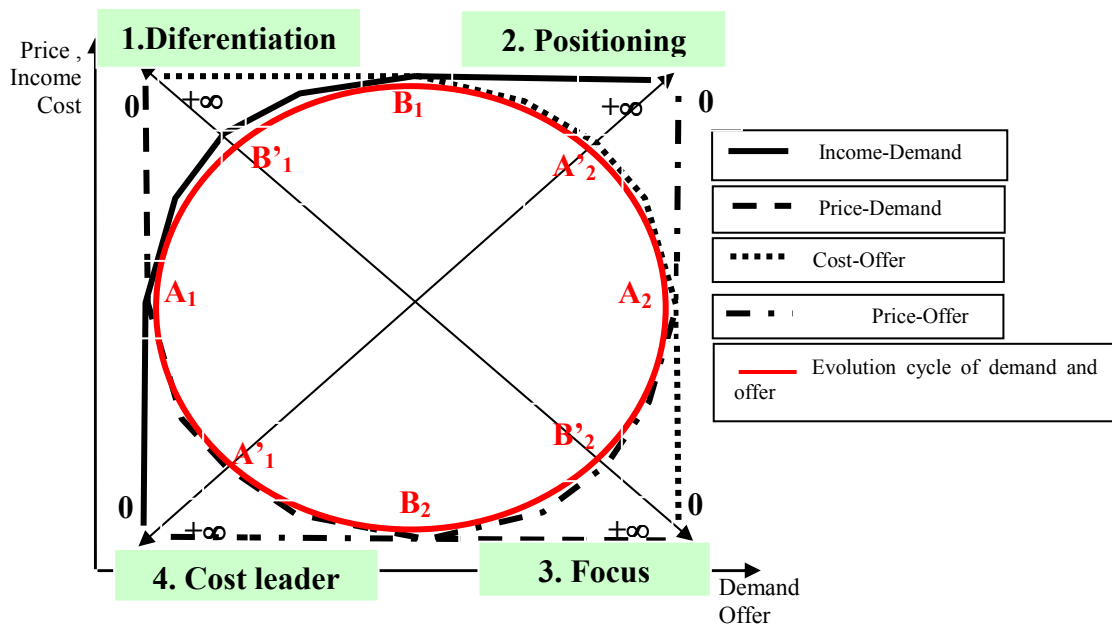 1.Diferentiation
2. Positioning
Price ,
Income
Cost
0
+∞
+∞
0
B₁
B'₁
A'₂
Income-Demand
Price-Demand
Cost-Offer
A₁
A₂
Price-Offer
Evolution cycle of demand and
offer
B'₂
A'₁
B₂
0
0
+∞
+∞
4. Cost leader
3. Focus
Demand
Offer